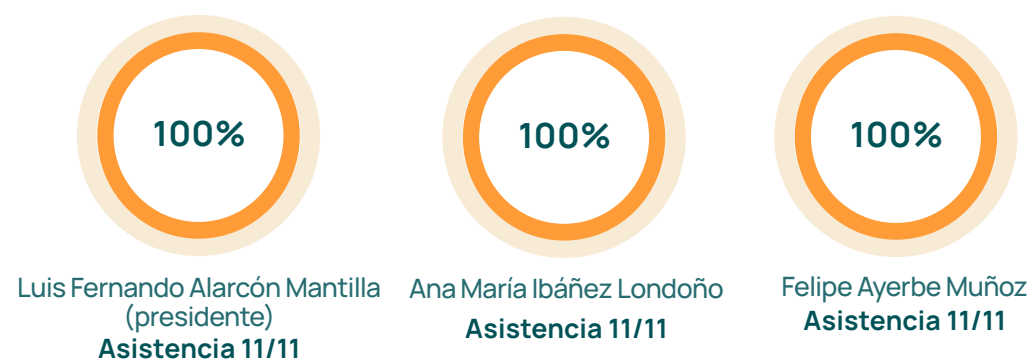 100%
Luis Fernando Alarcón Mantilla
(presidente)
Asistencia 11/11
100%
Ana María Ibáñez Londoño
Asistencia 11/11
100%
Felipe Ayerbe Muñoz
Asistencia 11/11